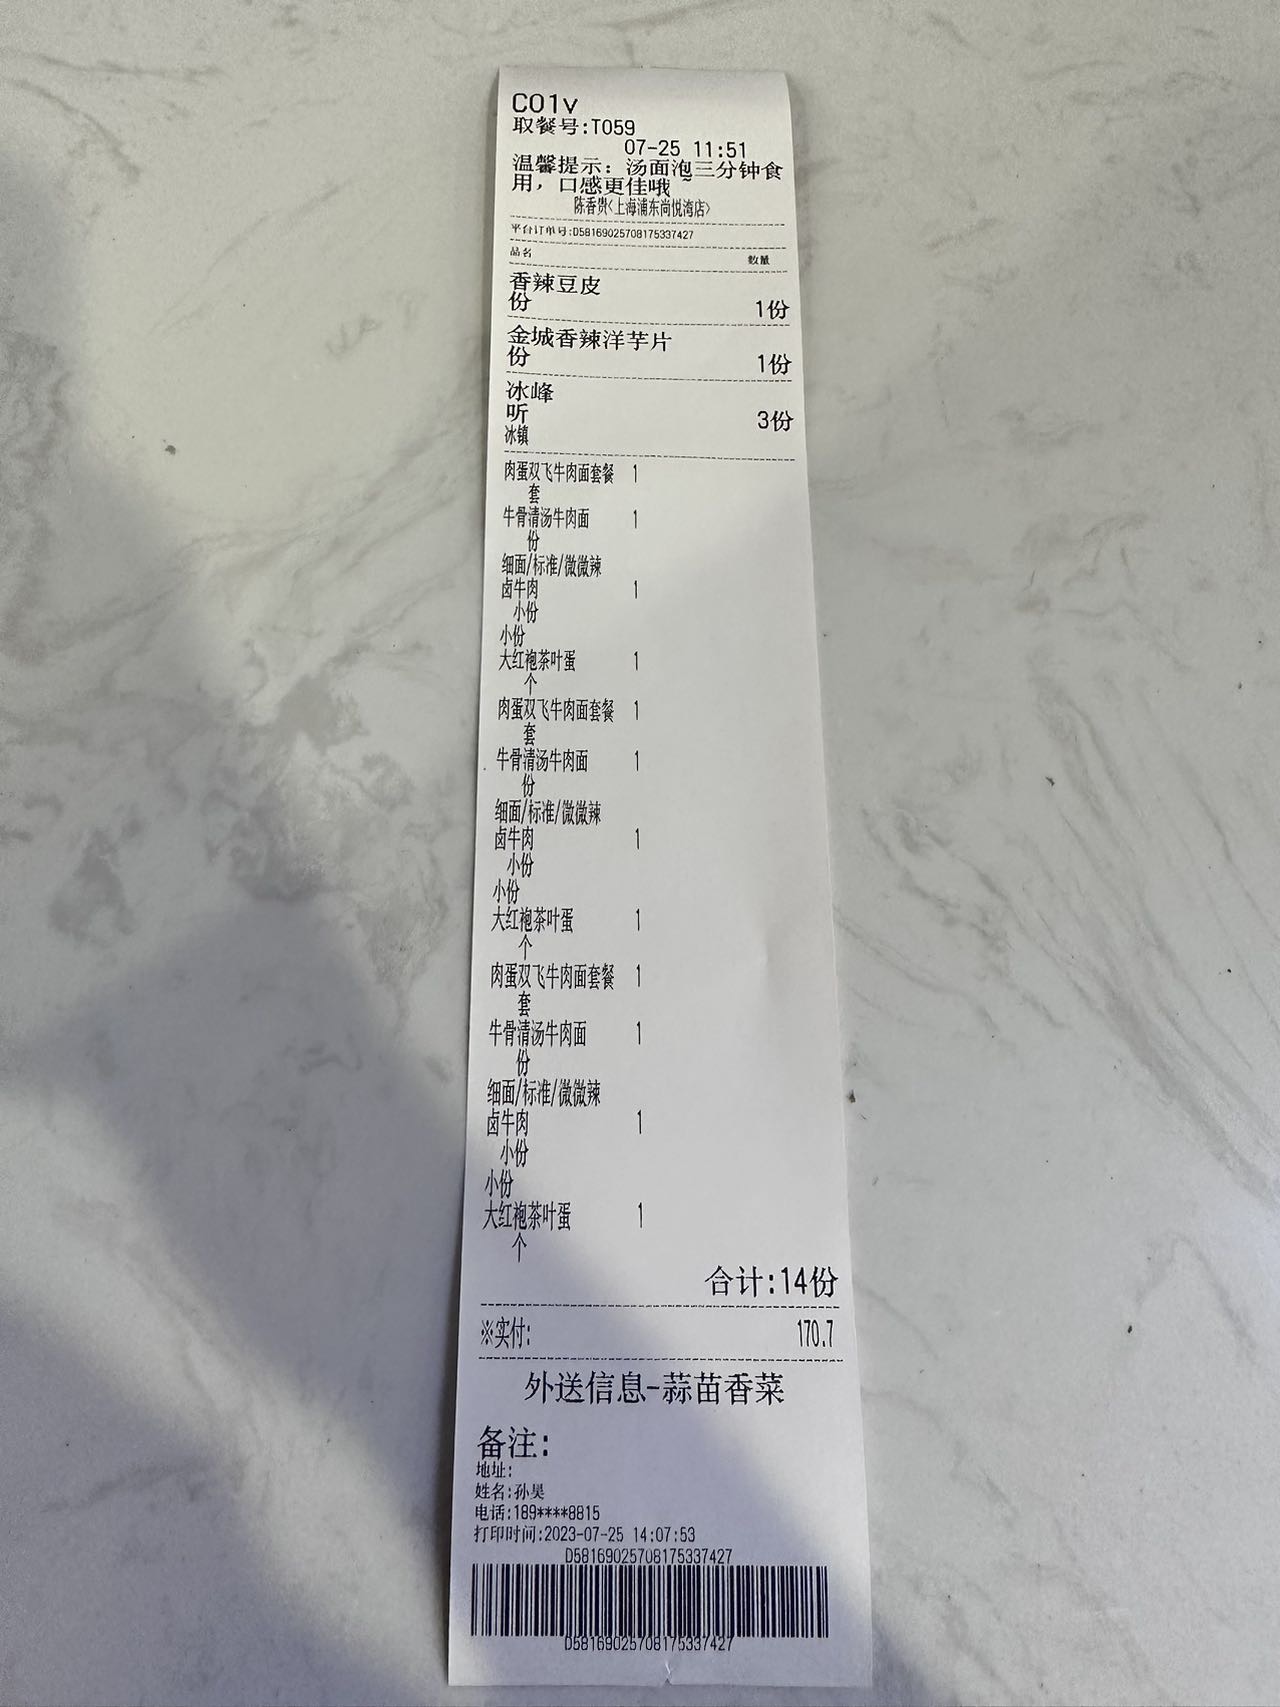 C01v
取餐号:T059
07-25 11:51
温馨提示：汤面泡三分钟食
用，口感更佳哦~
陈香贵<上海浦东尚悦湾店>
平台订单号:D58169025708175337427
品名 数量
香辣豆皮
份 1份
金城香辣洋芋片
份 1份
冰峰
听 3份
冰镇
肉蛋双飞牛肉面套餐 1
套
牛骨清汤牛肉面 1
份
细面/标准/微微辣
卤牛肉 1
小份
小份
大红袍茶叶蛋 1
个
肉蛋双飞牛肉面套餐 1
套
牛骨清汤牛肉面 1
份
细面/标准/微微辣
卤牛肉 1
小份
小份
大红袍茶叶蛋 1
个
肉蛋双飞牛肉面套餐 1
套
牛骨清汤牛肉面 1
份
细面/标准/微微辣
卤牛肉 1
小份
小份
大红袍茶叶蛋 1
个
合计:14份
※实付: 170.7
外送信息-蒜苗香菜
备注:
地址:
姓名:孙昊
电话:189****8815
打印时间:2023-07-25 14:07:53
D58169025708175337427
D58169025708175337427